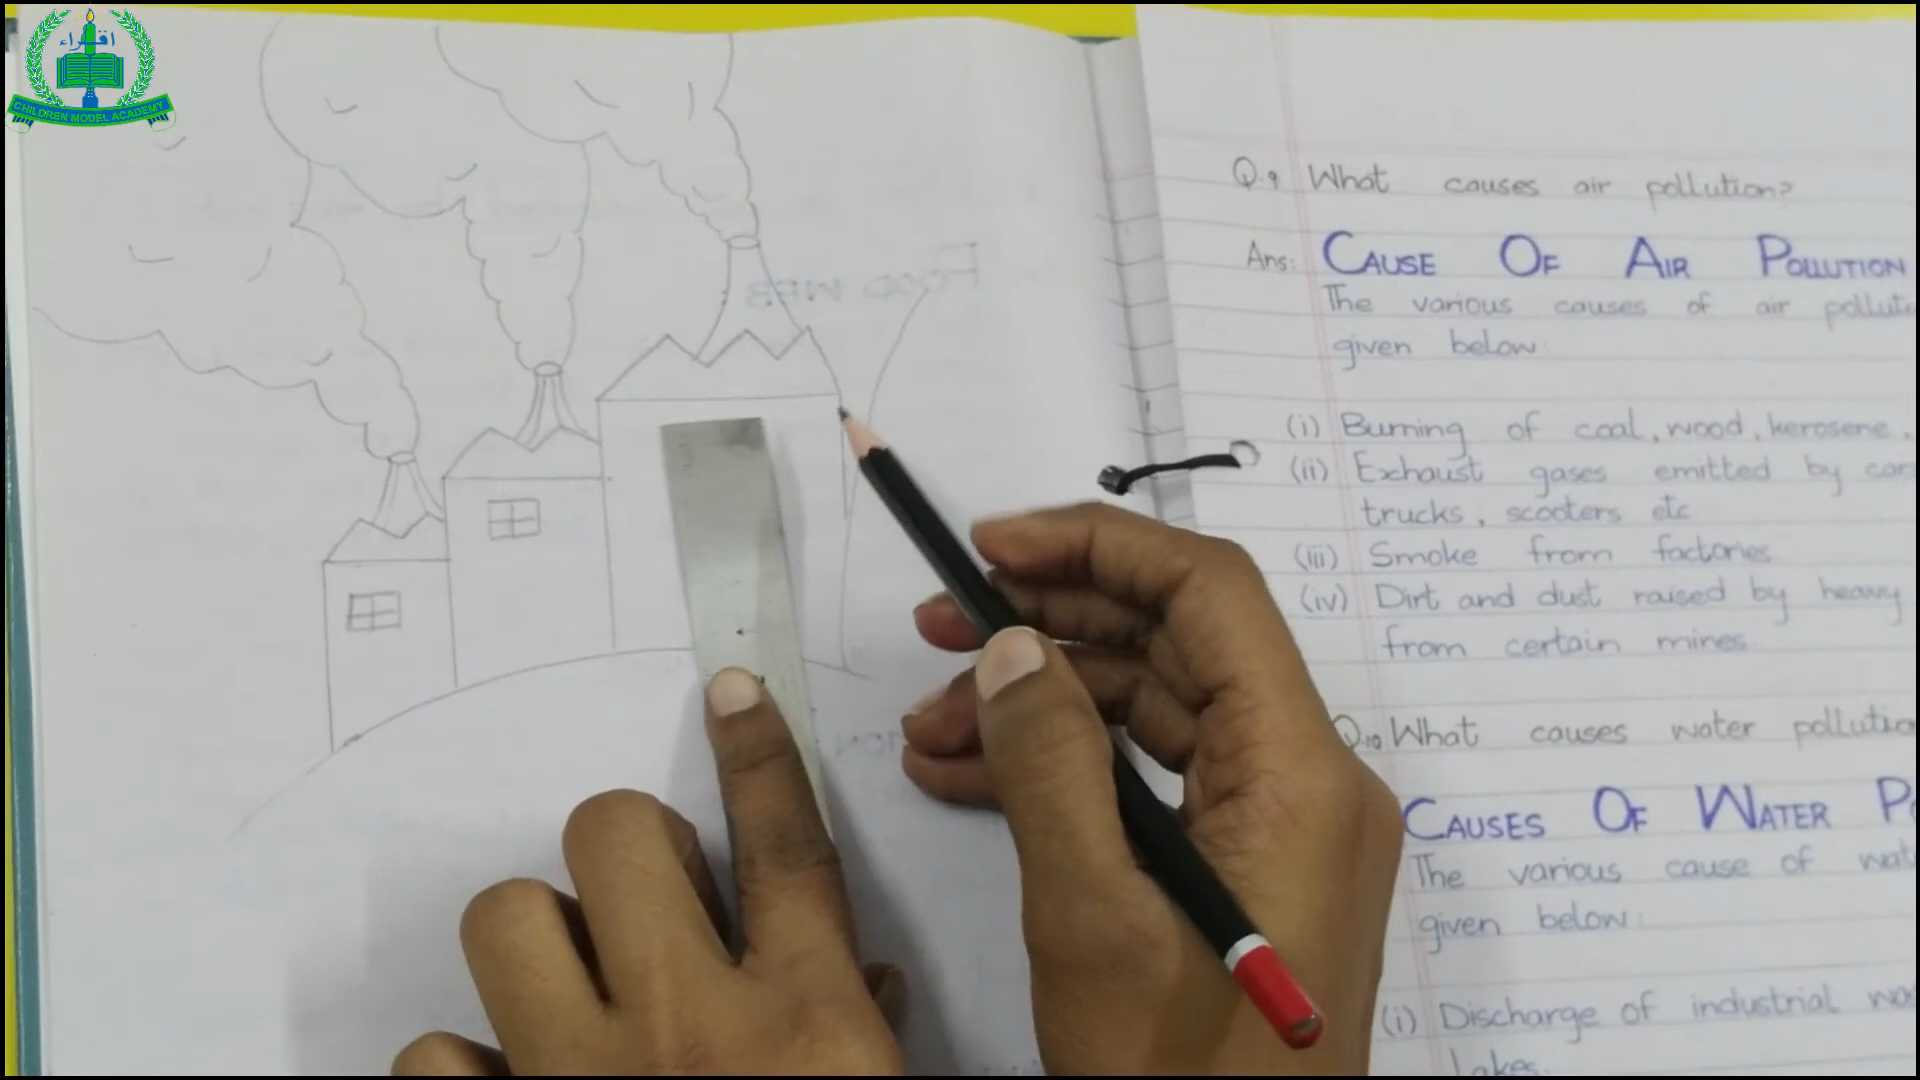 اقراء
CHILDREN MODEL ACADEMY
FOOD WEB
Q.9 What causes air pollution?
Ans: CAUSE OF AIR POLLUTION
The various causes of air
given below:
(i) Burning of coal, wood, kerosene,
(ii) Exhaust gases emitted by
trucks, scooters etc
(iii) Smoke from factories
(iv) Dirt and dust raised by heavy
from certain mines
Q.10 What causes water
CAUSES OF WATER
The various cause of
given below:
(i) Discharge of industrial
Lakes.